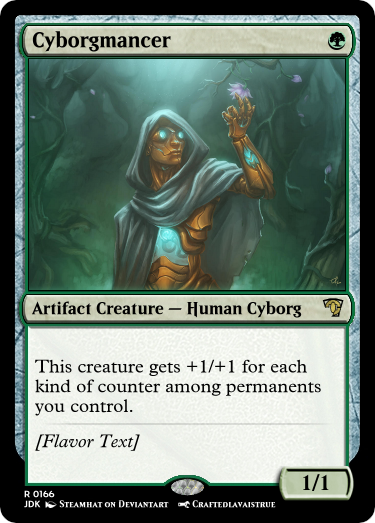 Cyborgmancer
Artifact Creature — Human Cyborg
This creature gets +1/+1 for each
kind of counter among permanents
you control.
[Flavor Text]
1/1
R 0166
JDK Steamhat on Deviantart Craftedlavaistrue